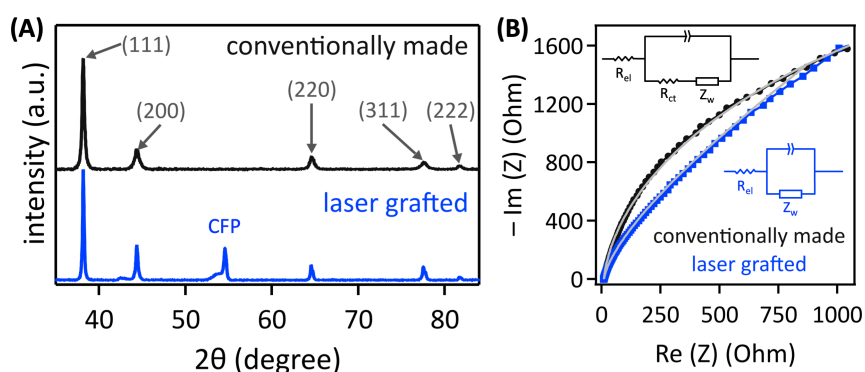 (A)
(111)
conventionally made
(200)
(220)
(311)
(222)
laser grafted
CFP
intensity (a.u.)
40
50
60
70
80
2θ (degree)
(B)
1600
1200
800
400
0
– Im (Z) (Ohm)
R_el
R_ct
Z_w
R_el
Z_w
conventionally made
laser grafted
0
250
500
750
1000
Re (Z) (Ohm)